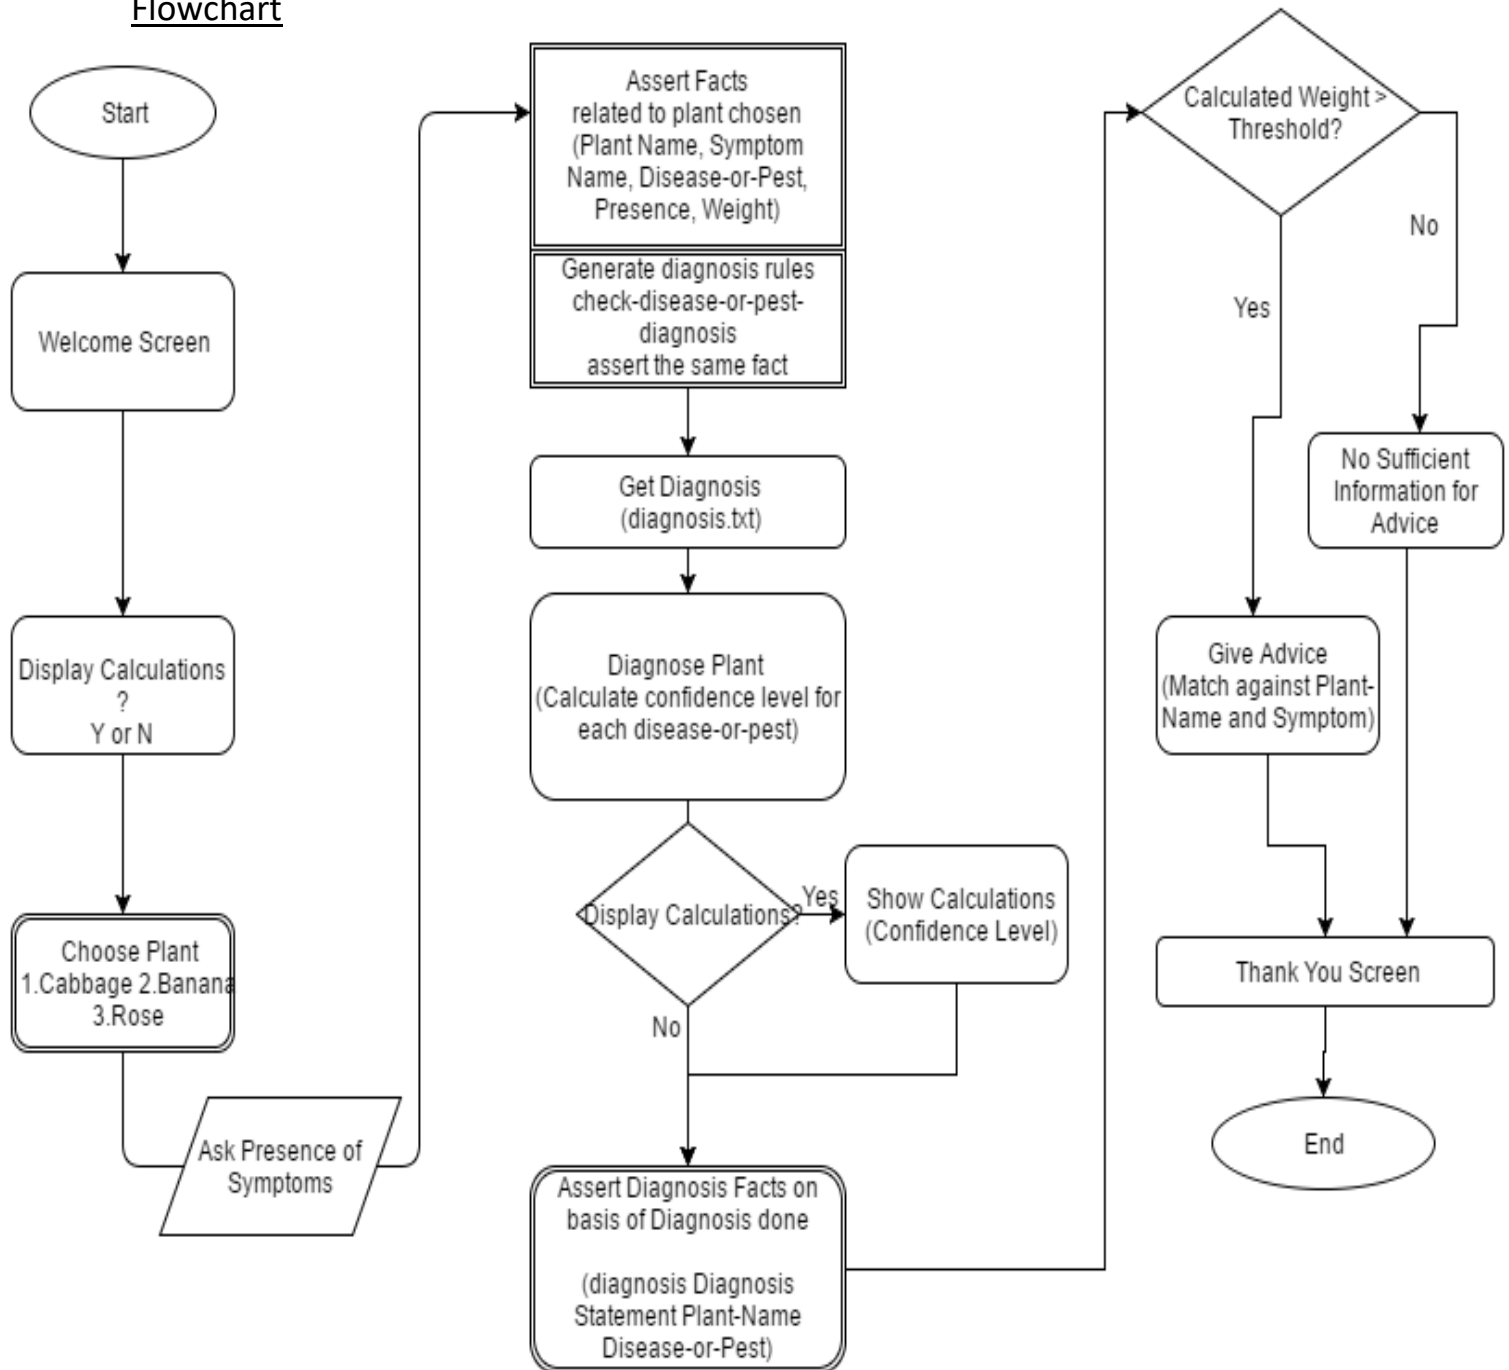 Flowchart
Start
Welcome Screen
Display Calculations
?
Y or N
Choose Plant
1.Cabbage 2.Banana
3.Rose
Ask Presence of
Symptoms
Assert Facts
related to plant chosen
(Plant Name, Symptom
Name, Disease-or-Pest,
Presence, Weight)
Generate diagnosis rules
check-disease-or-pest-
diagnosis
assert the same fact
Get Diagnosis
(diagnosis.txt)
Diagnose Plant
(Calculate confidence level for
each disease-or-pest)
Display Calculations?
Yes
Show Calculations
(Confidence Level)
No
Assert Diagnosis Facts on
basis of Diagnosis done
(diagnosis Diagnosis
Statement Plant-Name
Disease-or-Pest)
Calculated Weight >
Threshold?
No
Yes
No Sufficient
Information for
Advice
Give Advice
(Match against Plant-
Name and Symptom)
Thank You Screen
End